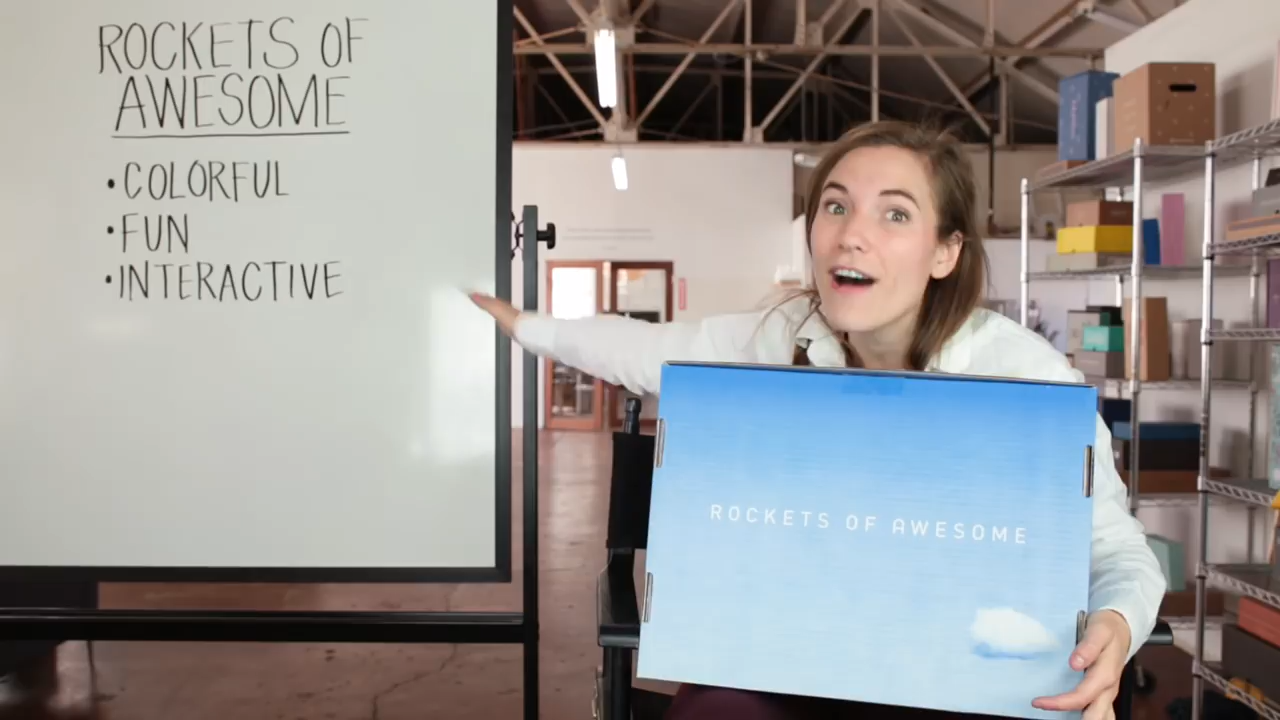 ROCKETS OF
AWESOME
• COLORFUL
• FUN
• INTERACTIVE
ROCKETS OF AWESOME